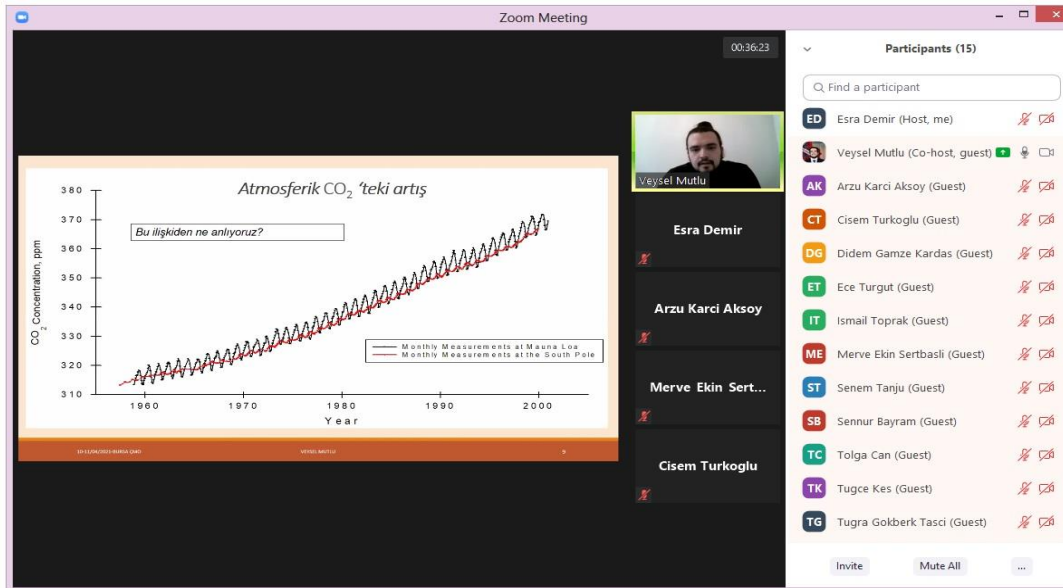 Zoom Meeting
00:36:23
Atmosferik CO2 'teki artış
Bu ilişkiden ne anlıyoruz?
CO2 Concentration, ppm
380
370
360
350
340
330
320
310
Monthly Measurements at Mauna Loa
Monthly Measurements at the South Pole
1960 1970 1980 1990 2000
Year
VEYSEL MUTLU
9
Veysel Mutlu
Esra Demir
Arzu Karci Aksoy
Merve Ekin Sert...
Cisem Turkoglu
Participants (15)
Find a participant
ED Esra Demir (Host, me)
Veysel Mutlu (Co-host, guest)
AK Arzu Karci Aksoy (Guest)
CT Cisem Turkoglu (Guest)
DG Didem Gamze Kardas (Guest)
ET Ece Turgut (Guest)
IT Ismail Toprak (Guest)
ME Merve Ekin Sertbasli (Guest)
ST Senem Tanju (Guest)
SB Sennur Bayram (Guest)
TC Tolga Can (Guest)
TK Tugce Kes (Guest)
TG Tugra Gokberk Tasci (Guest)
Invite Mute All ...